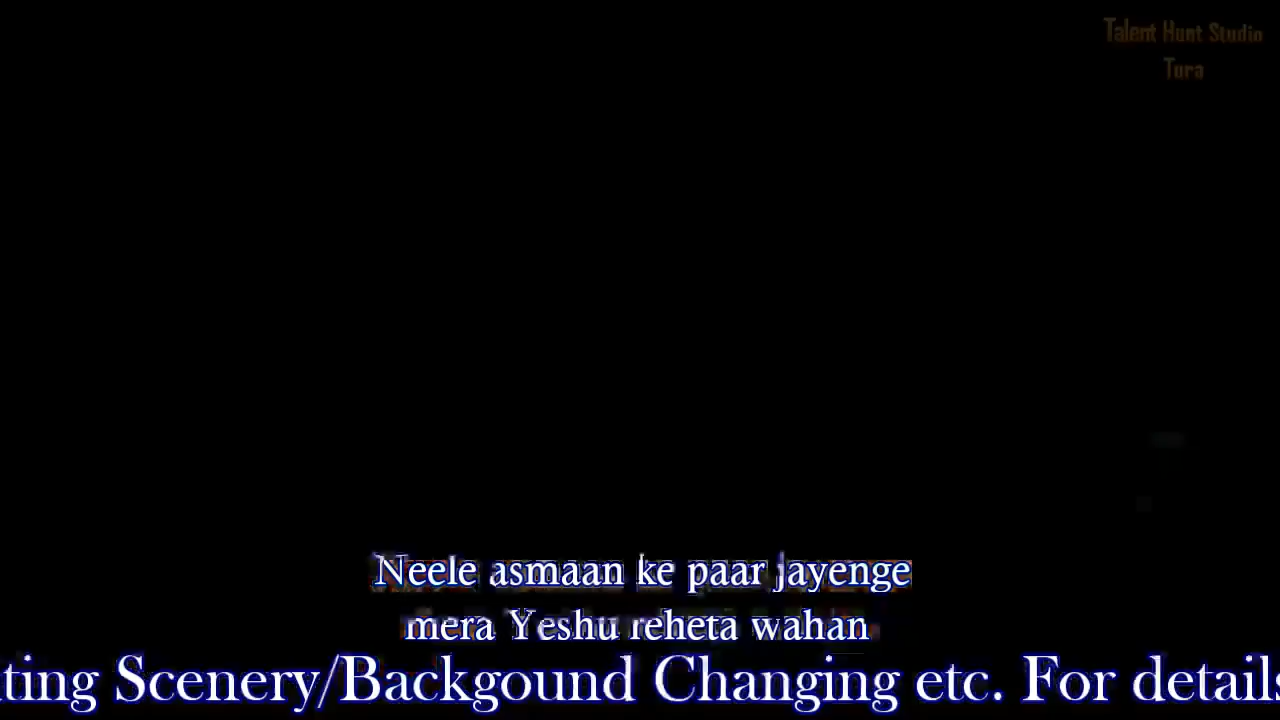 Talent Hunt Studio
Tura
Neele asmaan ke paar jayenge
mera Yeshu reheta wahan
ting Scenery/Backgound Changing etc. For details